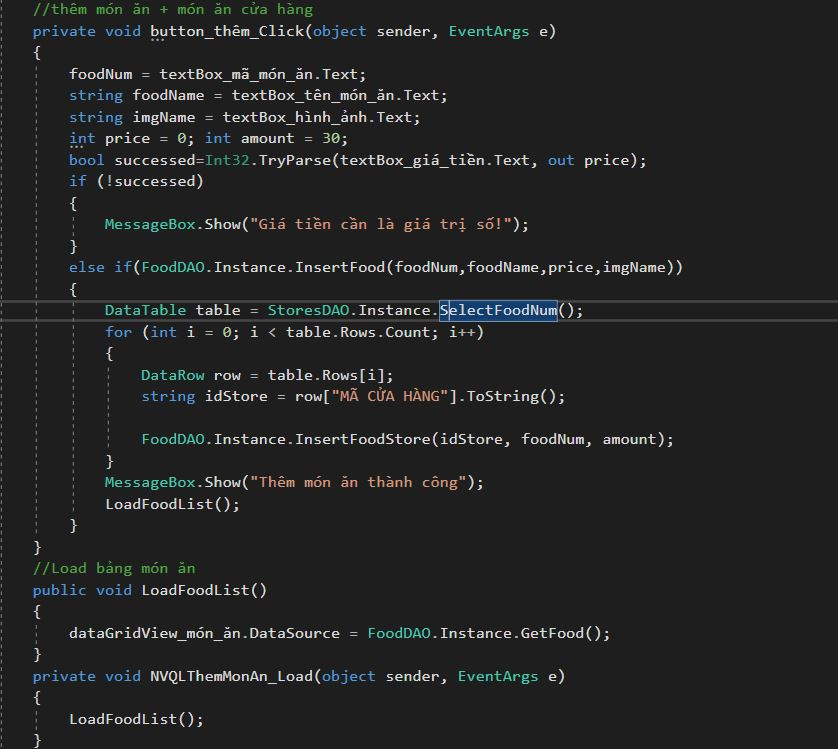 //thêm món ăn + món ăn cửa hàng
private void button_thêm_Click(object sender, EventArgs e)
{
foodNum = textBox_mã_món_ăn.Text;
string foodName = textBox_tên_món_ăn.Text;
string imgName = textBox_hình_ảnh.Text;
int price = 0; int amount = 30;
bool successed=Int32.TryParse(textBox_giá_tiền.Text, out price);
if (!successed)
{
MessageBox.Show("Giá tiền cần là giá trị số!");
}
else if(FoodDAO.Instance.InsertFood(foodNum,foodName,price,imgName))
{
DataTable table = StoresDAO.Instance.SelectFoodNum();
for (int i = 0; i < table.Rows.Count; i++)
{
DataRow row = table.Rows[i];
string idStore = row["MÃ CỬA HÀNG"].ToString();
FoodDAO.Instance.InsertFoodStore(idStore, foodNum, amount);
}
MessageBox.Show("Thêm món ăn thành công");
LoadFoodList();
}
}
//Load bảng món ăn
public void LoadFoodList()
{
dataGridView_món_ăn.DataSource = FoodDAO.Instance.GetFood();
}
private void NVQLThemMonAn_Load(object sender, EventArgs e)
{
LoadFoodList();
}